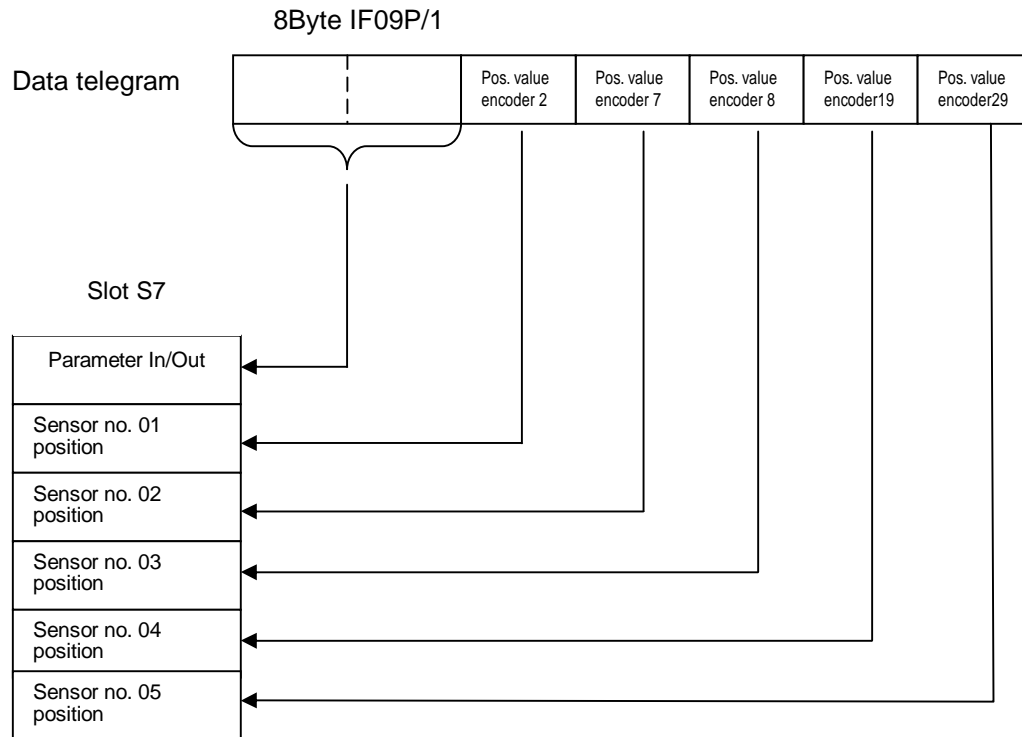 8Byte IF09P/1
Data telegram
Pos. value
encoder 2
Pos. value
encoder 7
Pos. value
encoder 8
Pos. value
encoder19
Pos. value
encoder29
Slot S7
Parameter In/Out
Sensor no. 01
position
Sensor no. 02
position
Sensor no. 03
position
Sensor no. 04
position
Sensor no. 05
position